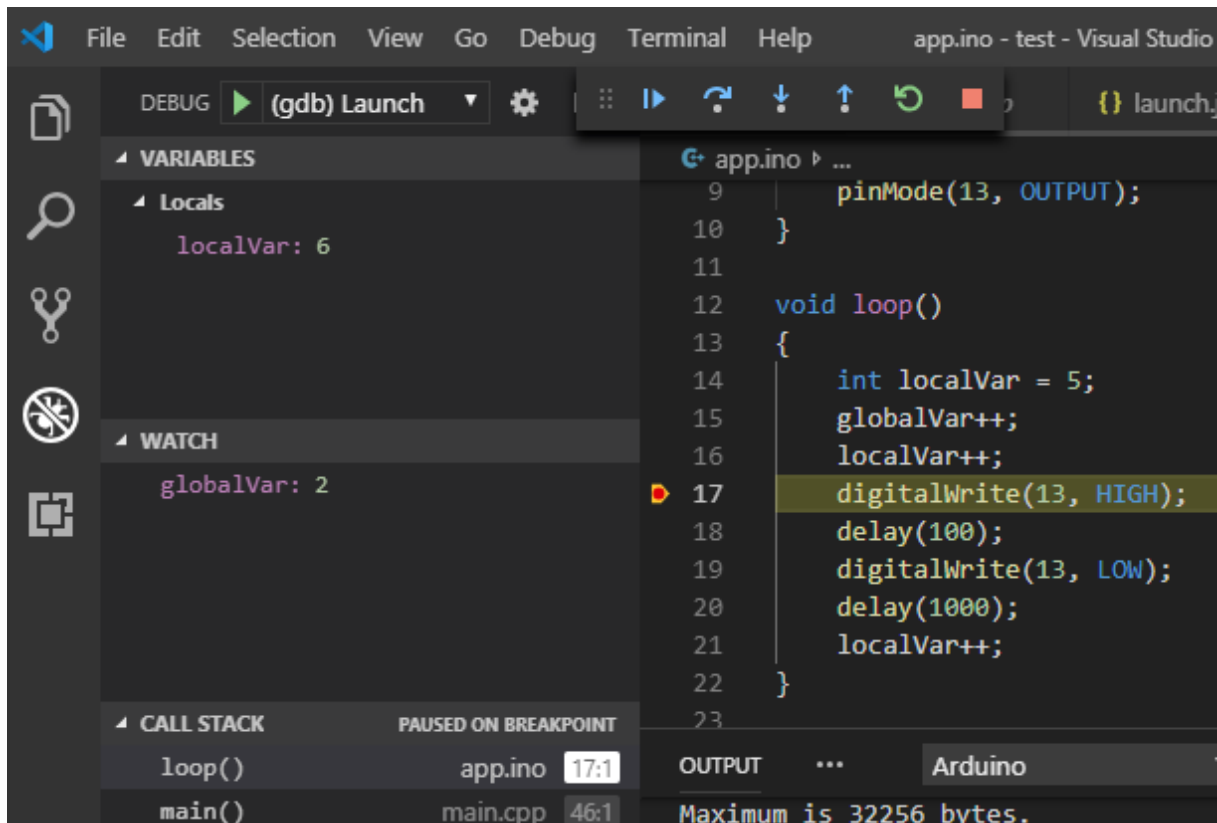 File Edit Selection View Go Debug Terminal Help app.ino - test - Visual Studio
DEBUG (gdb) Launch
{} launch.j
VARIABLES
Locals
localVar: 6
WATCH
globalVar: 2
CALL STACK PAUSED ON BREAKPOINT
loop() app.ino 17:1
main() main.cpp 46:1
app.ino ...
9 pinMode(13, OUTPUT);
10 }
11
12 void loop()
13 {
14 int localVar = 5;
15 globalVar++;
16 localVar++;
17 digitalWrite(13, HIGH);
18 delay(100);
19 digitalWrite(13, LOW);
20 delay(1000);
21 localVar++;
22 }
23
OUTPUT ... Arduino
Maximum is 32256 bytes.